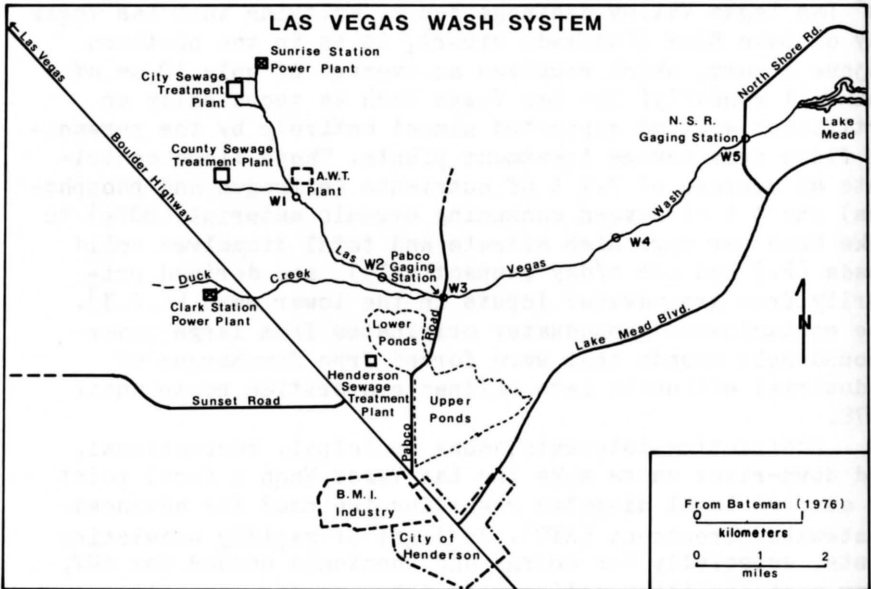 LAS VEGAS WASH SYSTEM
←Las Vegas
Sunrise Station
Power Plant
City Sewage
Treatment
Plant
North Shore Rd.
N. S. R.
Gaging Station
Lake
Mead
W5
County Sewage
Treatment Plant
A.W.T.
Plant
Boulder Highway
W1
Wash
W4
Las
W2
Pabco
Gaging
Station
Vegas
W3
Duck
Creek
Clark Station
Power Plant
Road
Lower
Ponds
Lake Mead Blvd.
N
Henderson
Sewage
Treatment
Plant
Upper
Ponds
Sunset Road
Pabco
B.M.I.
Industry
City of
Henderson
From Bateman (1976)
0
kilometers
0 1 2
miles